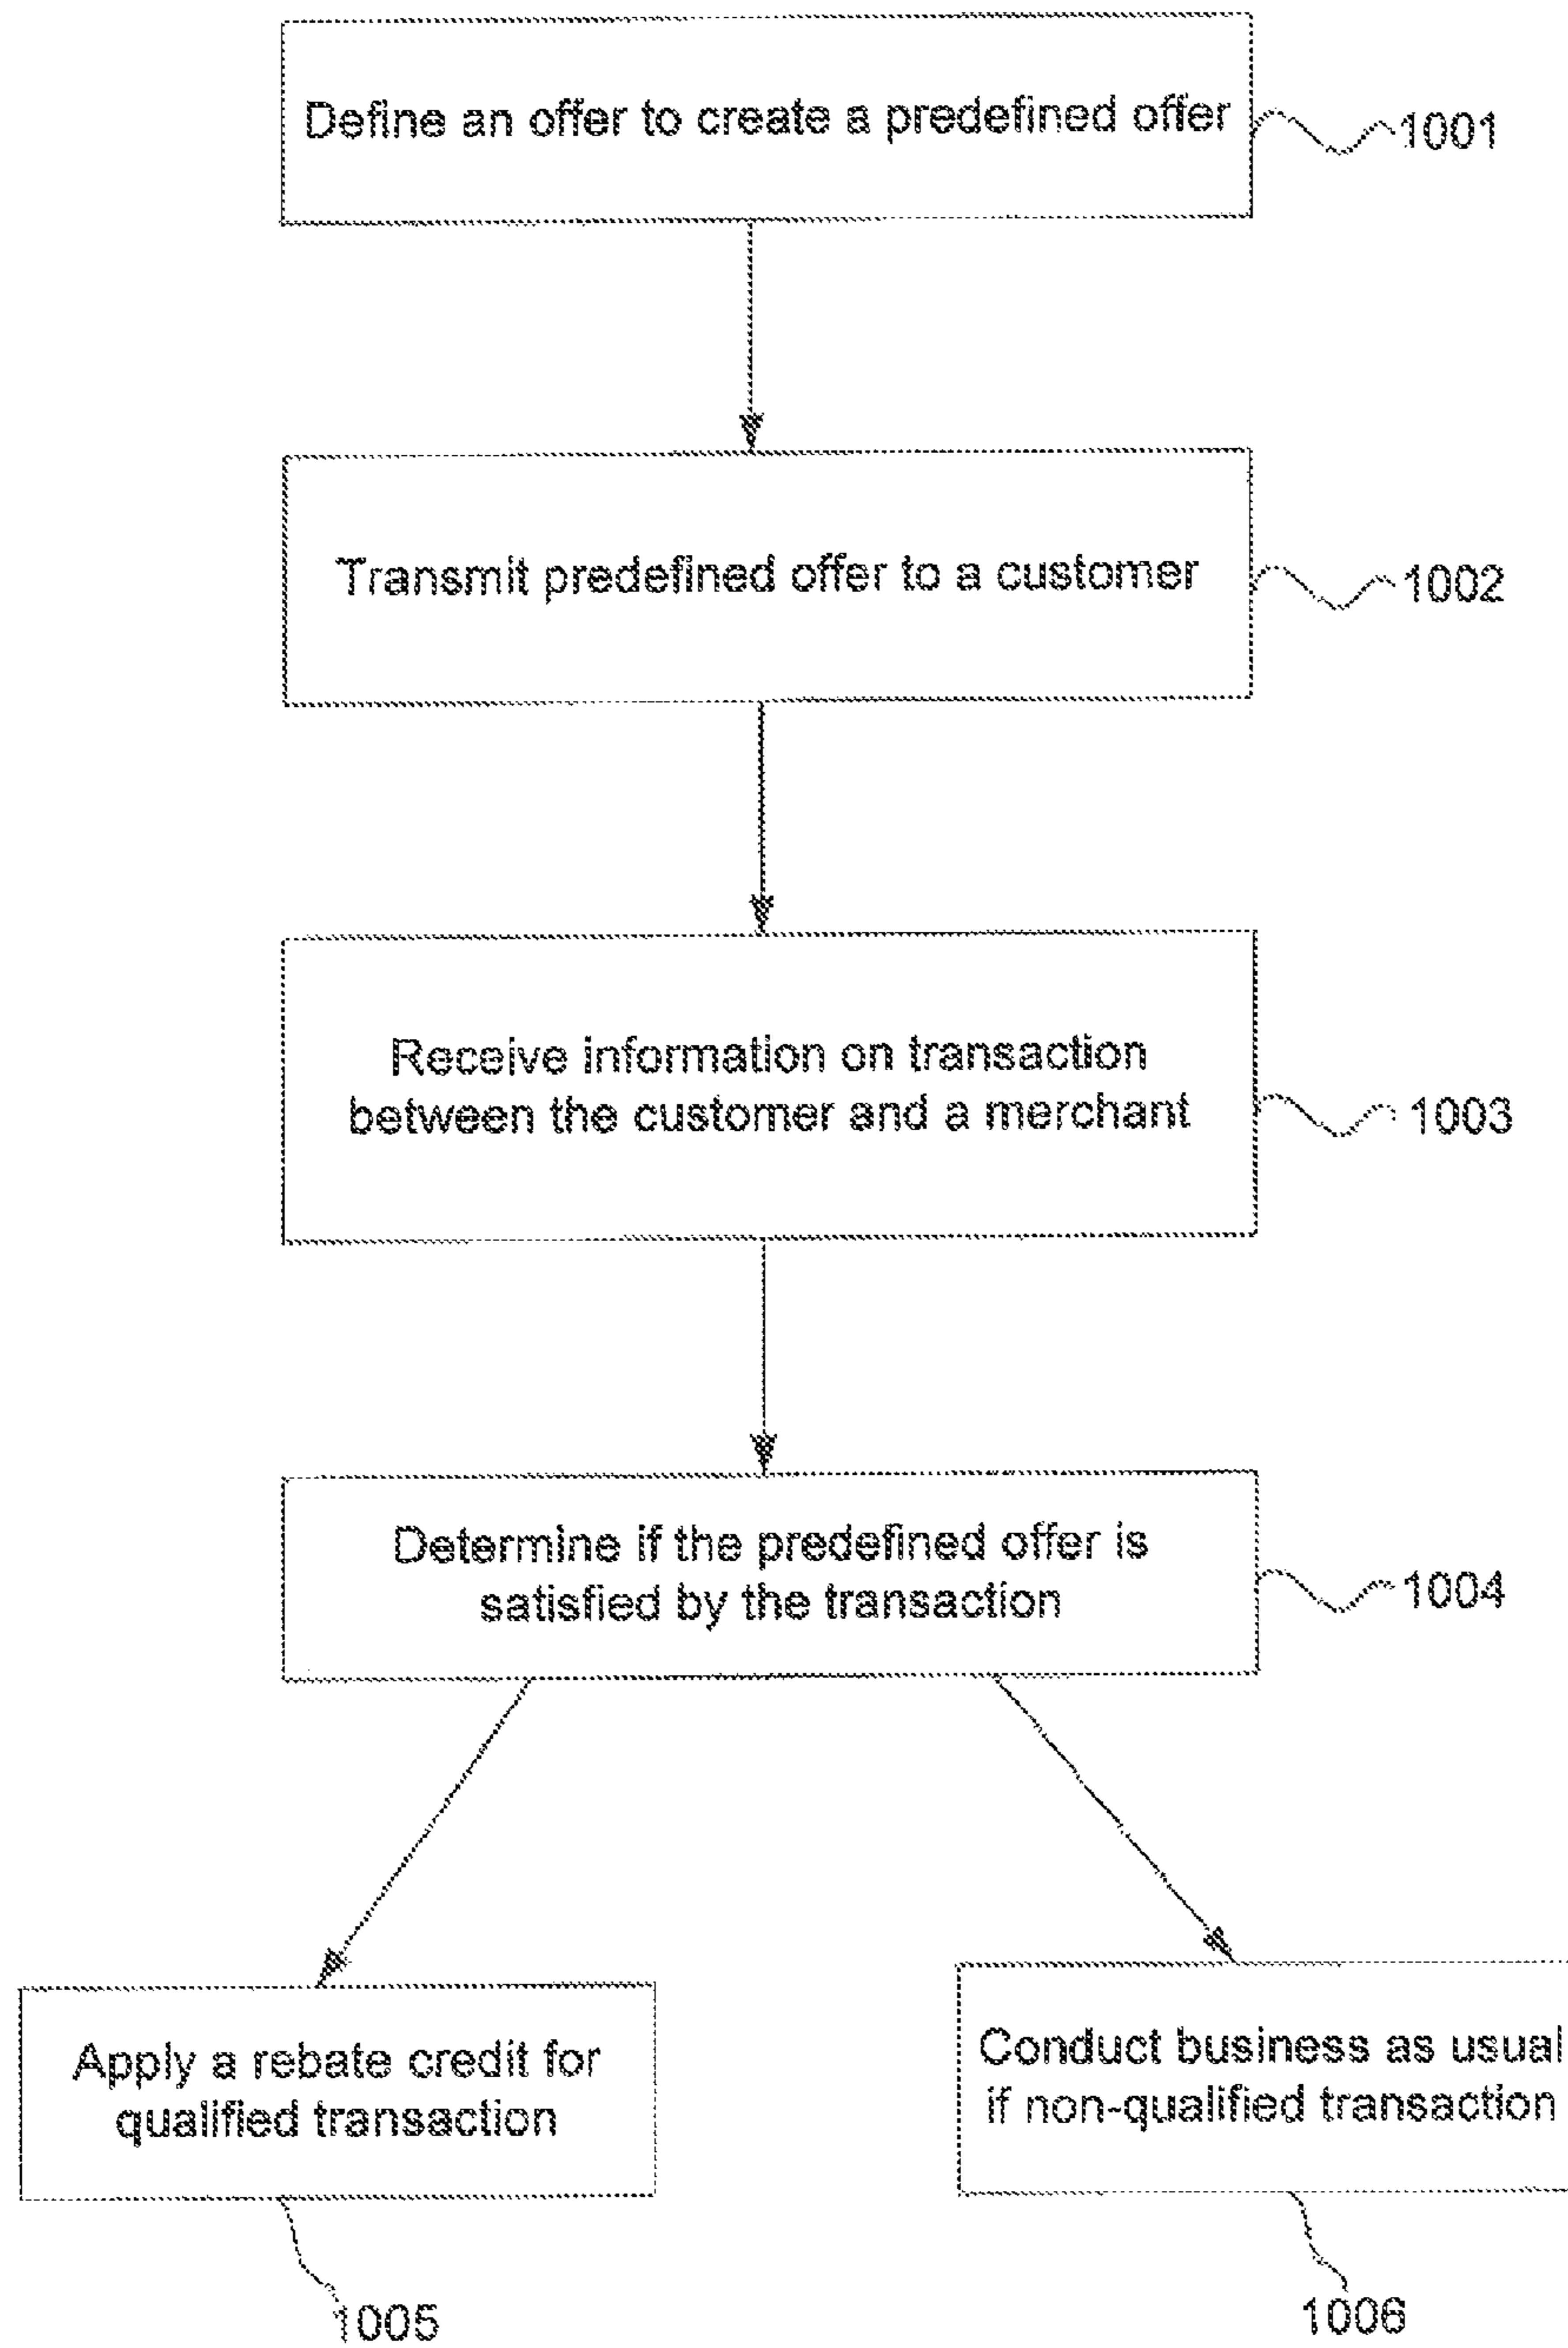 Define an offer to create a predefined offer
1001
Transmit predefined offer to a customer
1002
Receive information on transaction
between the customer and a merchant
1003
Determine if the predefined offer is
satisfied by the transaction
1004
Apply a rebate credit for
qualified transaction
1005
Conduct business as usual
if non-qualified transaction
1006